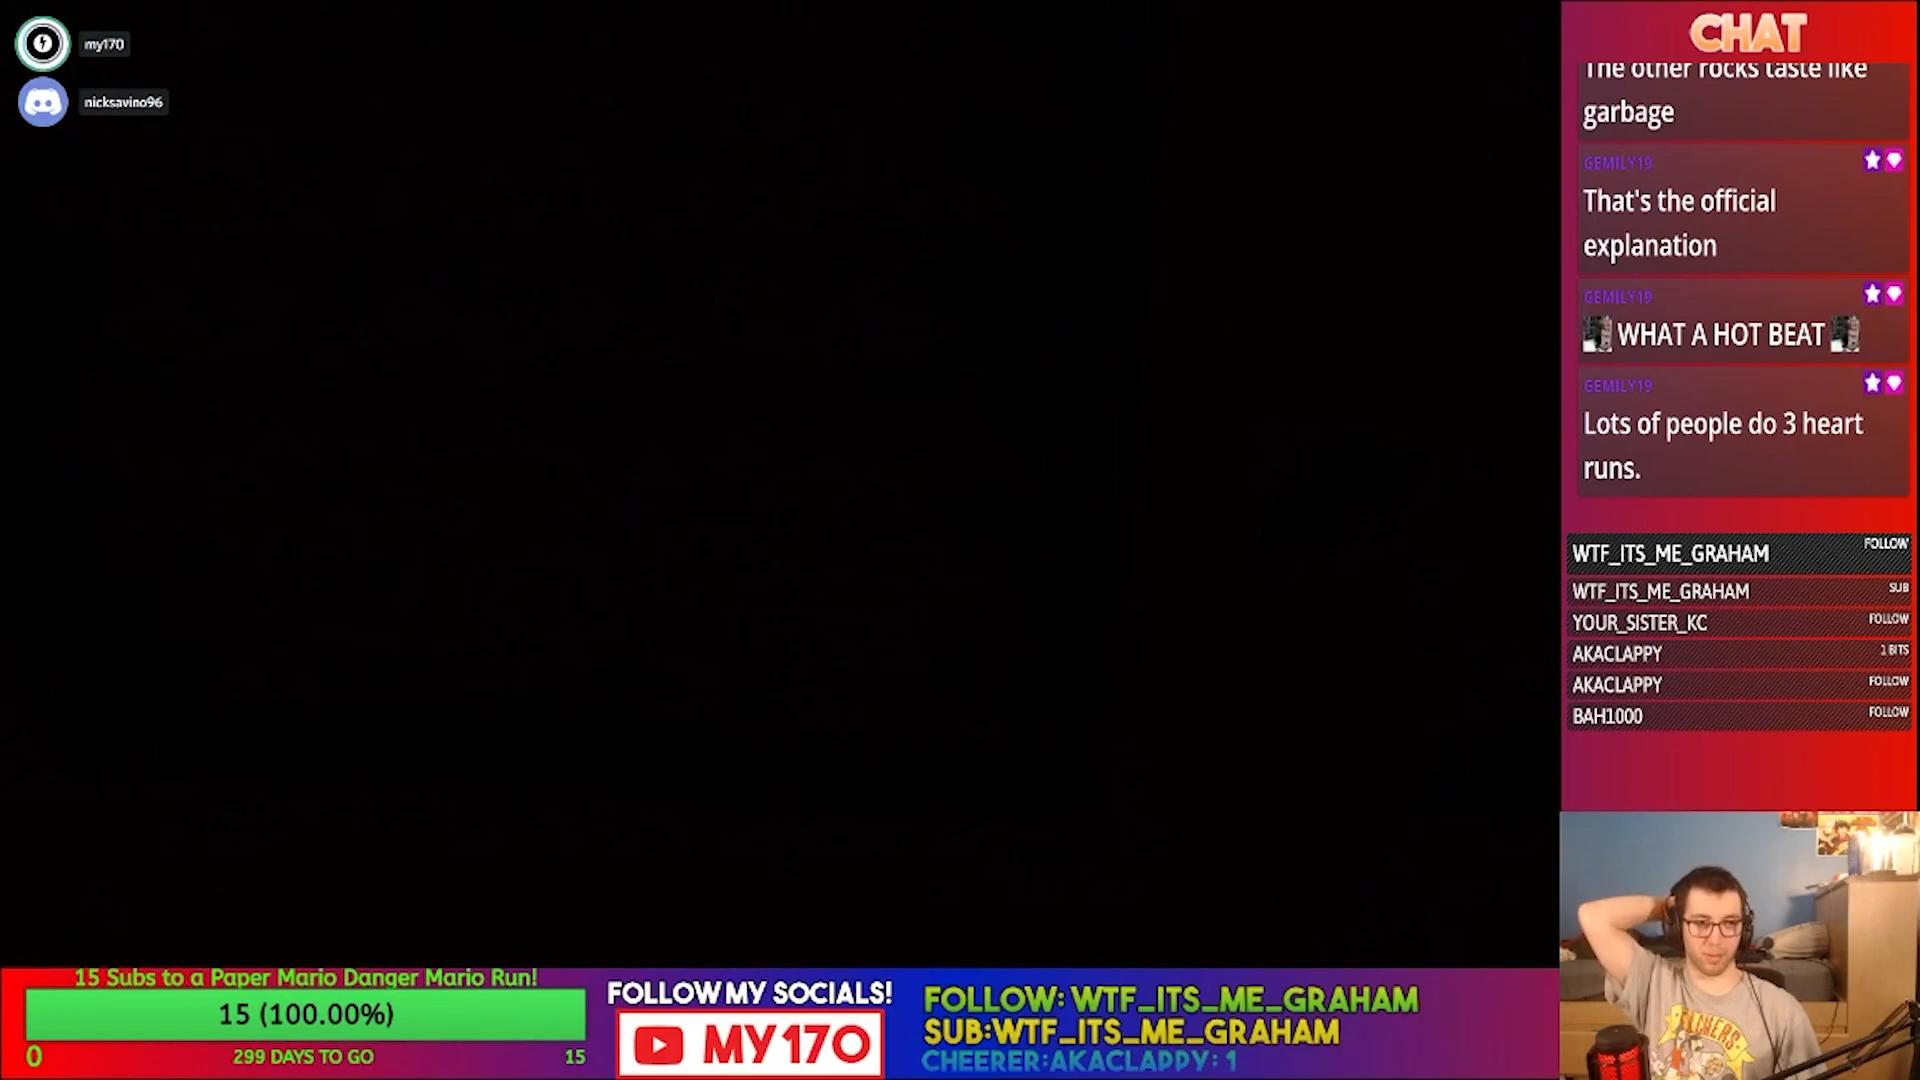 my170
nicksavino96
CHAT
The other rocks taste like
garbage
GEMILY19
That's the official
explanation
GEMILY19
WHAT A HOT BEAT
GEMILY19
Lots of people do 3 heart
runs.
WTF_ITS_ME_GRAHAM FOLLOW
WTF_ITS_ME_GRAHAM SUB
YOUR_SISTER_KC FOLLOW
AKACLAPPY 1 BITS
AKACLAPPY FOLLOW
BAH1000 FOLLOW
15 Subs to a Paper Mario Danger Mario Run!
15 (100.00%)
0 299 DAYS TO GO 15
FOLLOW MY SOCIALS!
MY170
FOLLOW: WTF_ITS_ME_GRAHAM
SUB:WTF_ITS_ME_GRAHAM
CHEERER:AKACLAPPY: 1